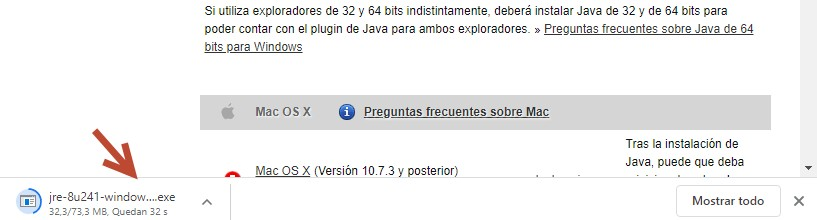 Si utiliza exploradores de 32 y 64 bits indistintamente, deberá instalar Java de 32 y de 64 bits para
poder contar con el plugin de Java para ambos exploradores. » Preguntas frecuentes sobre Java de 64
bits para Windows
Mac OS X
Preguntas frecuentes sobre Mac
Mac OS X (Versión 10.7.3 y posterior)
Tras la instalación de
Java, puede que deba
jre-8u241-window....exe
32,3/73,3 MB, Quedan 32 s
Mostrar todo